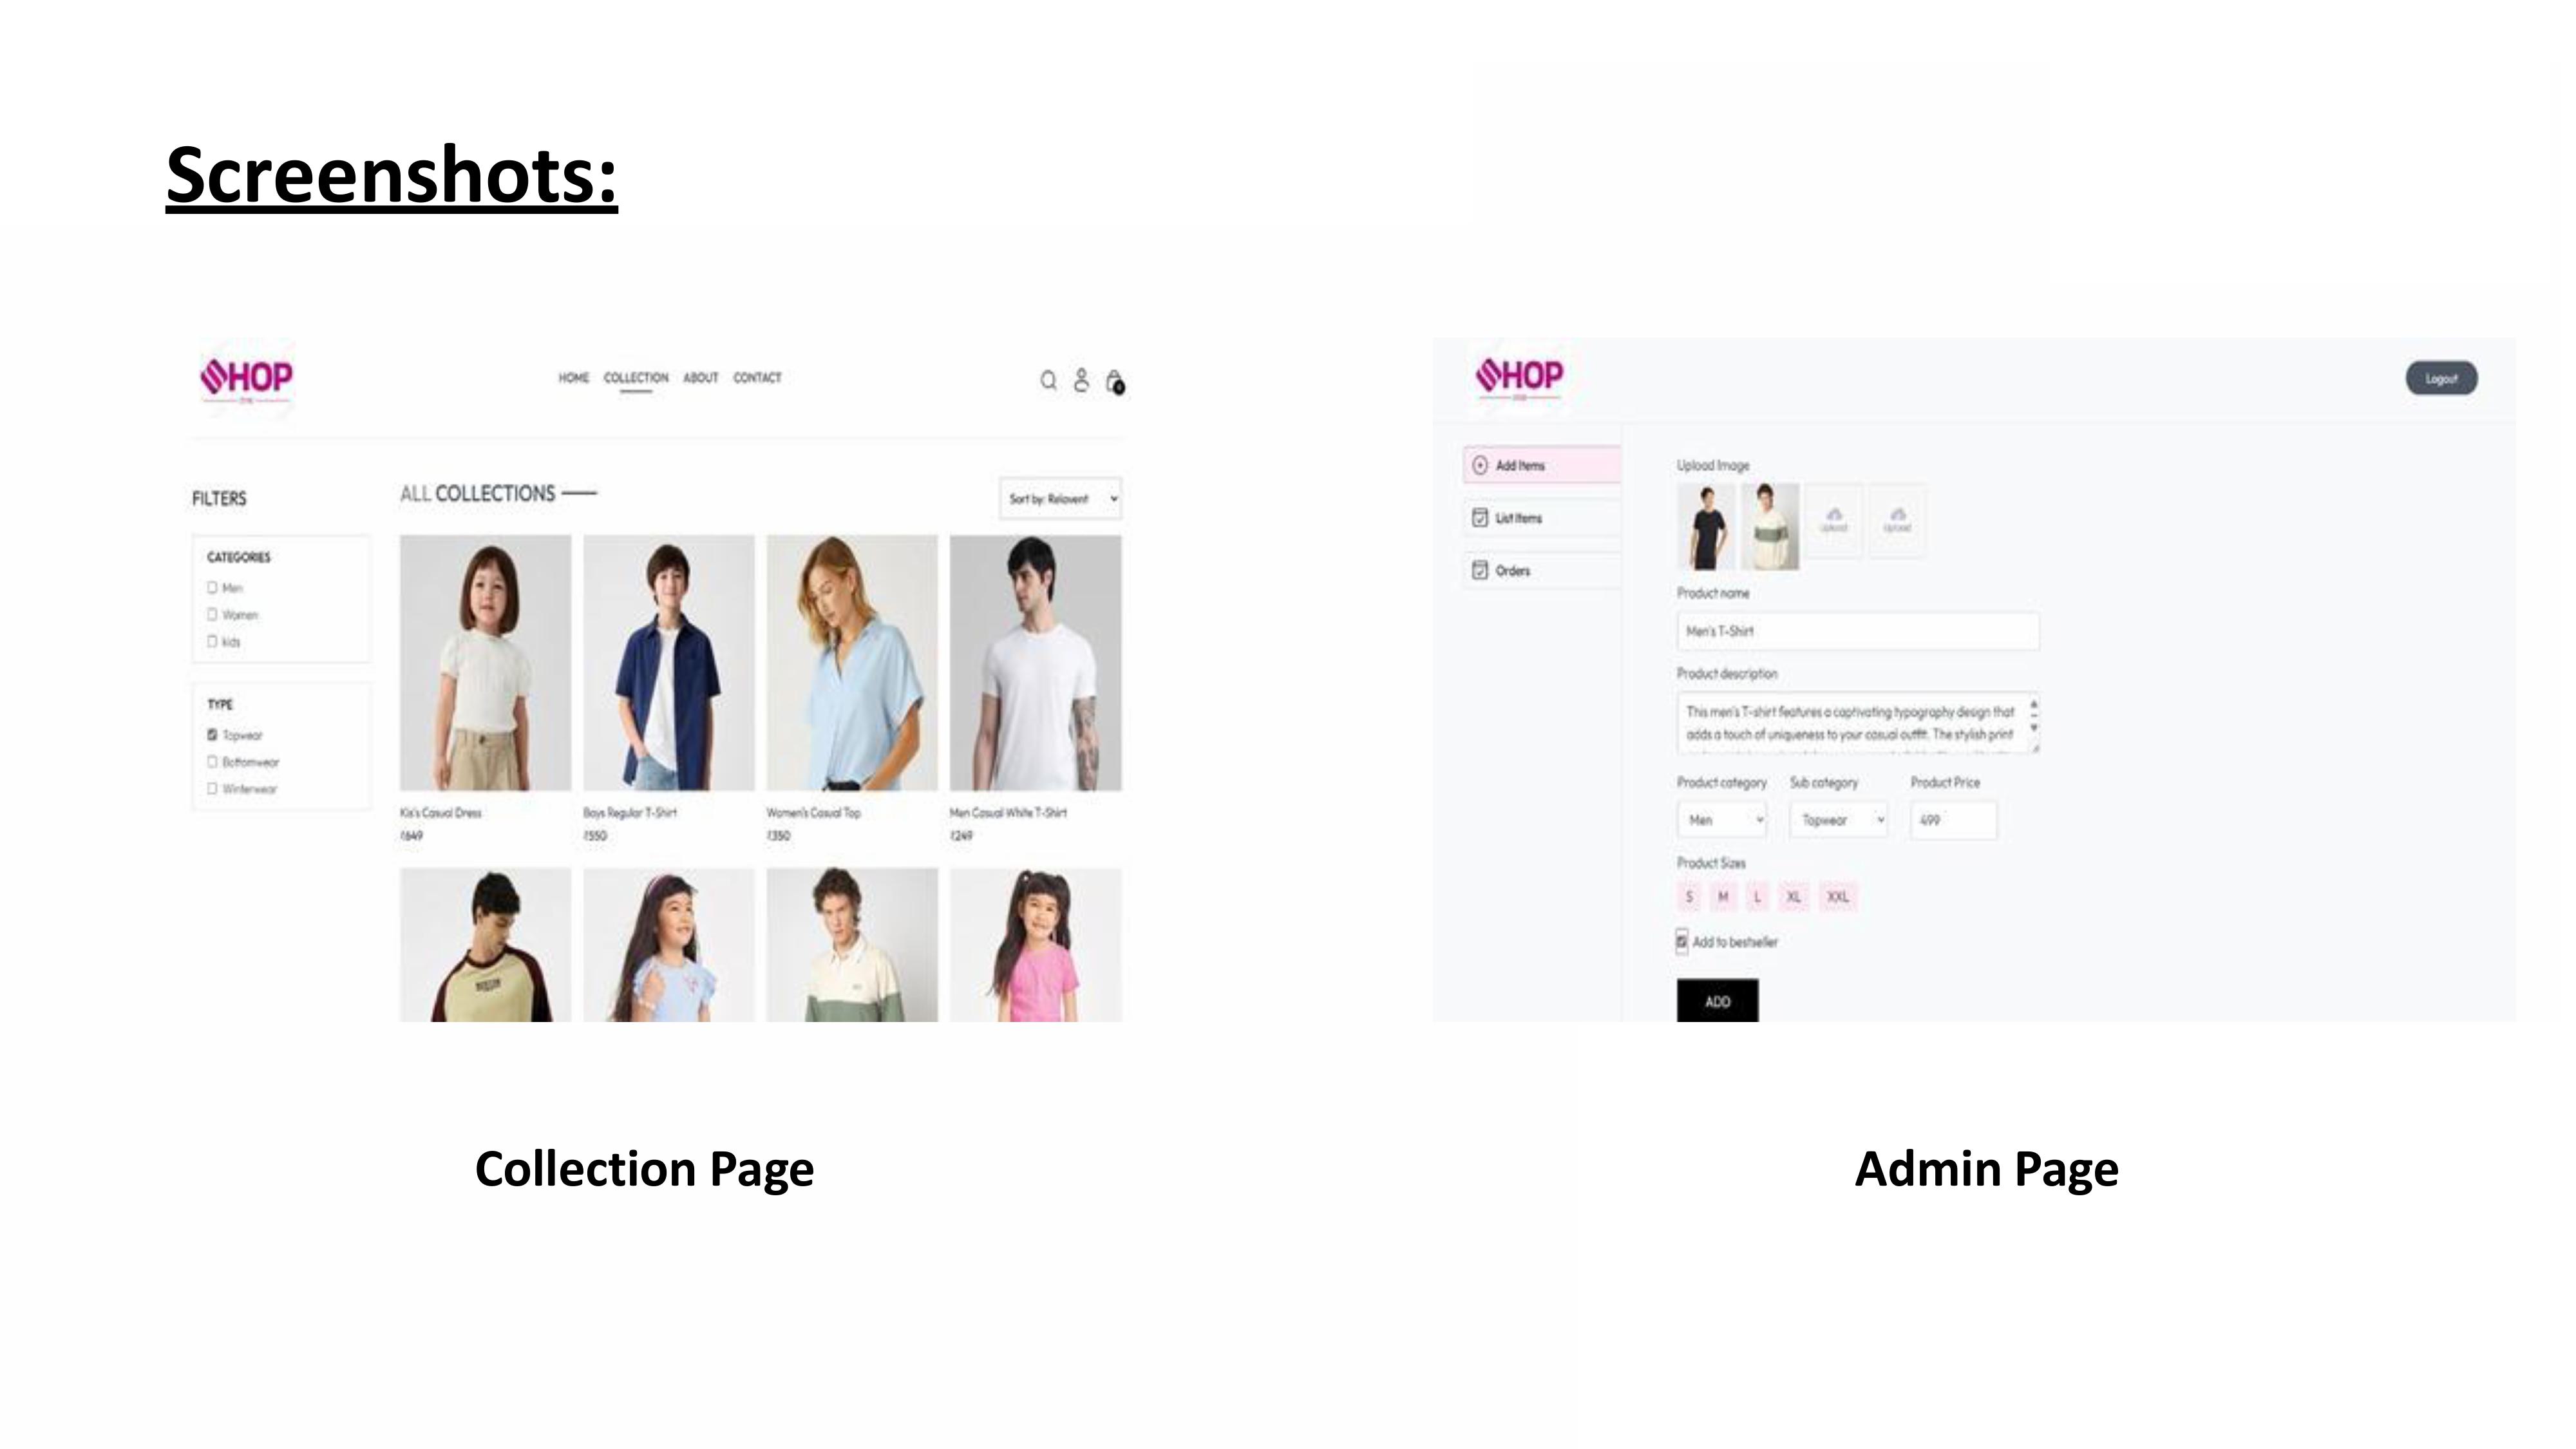 Screenshots:
SHOP
HOME COLLECTION ABOUT CONTACT
FILTERS
CATEGORIES
Men
Women
kids
TYPE
Topwear
Bottomwear
Winterwear
ALL COLLECTIONS
Sort by: Relavent
Kis's Casual Dress
₹649
Boys Regular T-Shirt
₹550
Women's Casual Top
₹350
Men Casual White T-Shirt
₹249
Collection Page
SHOP
Logout
Add Items
List Items
Orders
Upload Image
Upload
Upload
Product name
Men's T-Shirt
Product description
This men's T-shirt features a captivating typography design that
adds a touch of uniqueness to your casual outfit. The stylish print
Product category
Men
Sub category
Topwear
Product Price
499
Product Sizes
S M L XL XXL
Add to bestseller
ADD
Admin Page